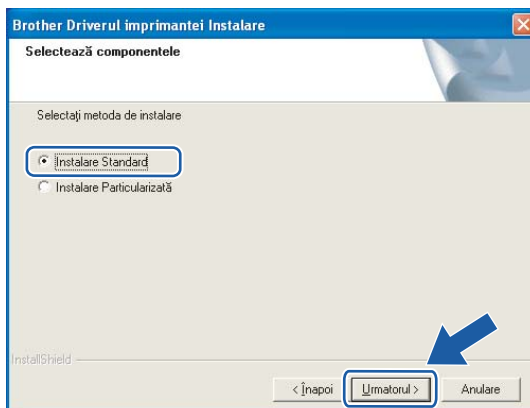 Brother Driverul imprimantei Instalare
Selectează componentele
Selectaţi metoda de instalare
Instalare Standard
Instalare Particularizată
InstallShield
< Înapoi
Urmatorul >
Anulare